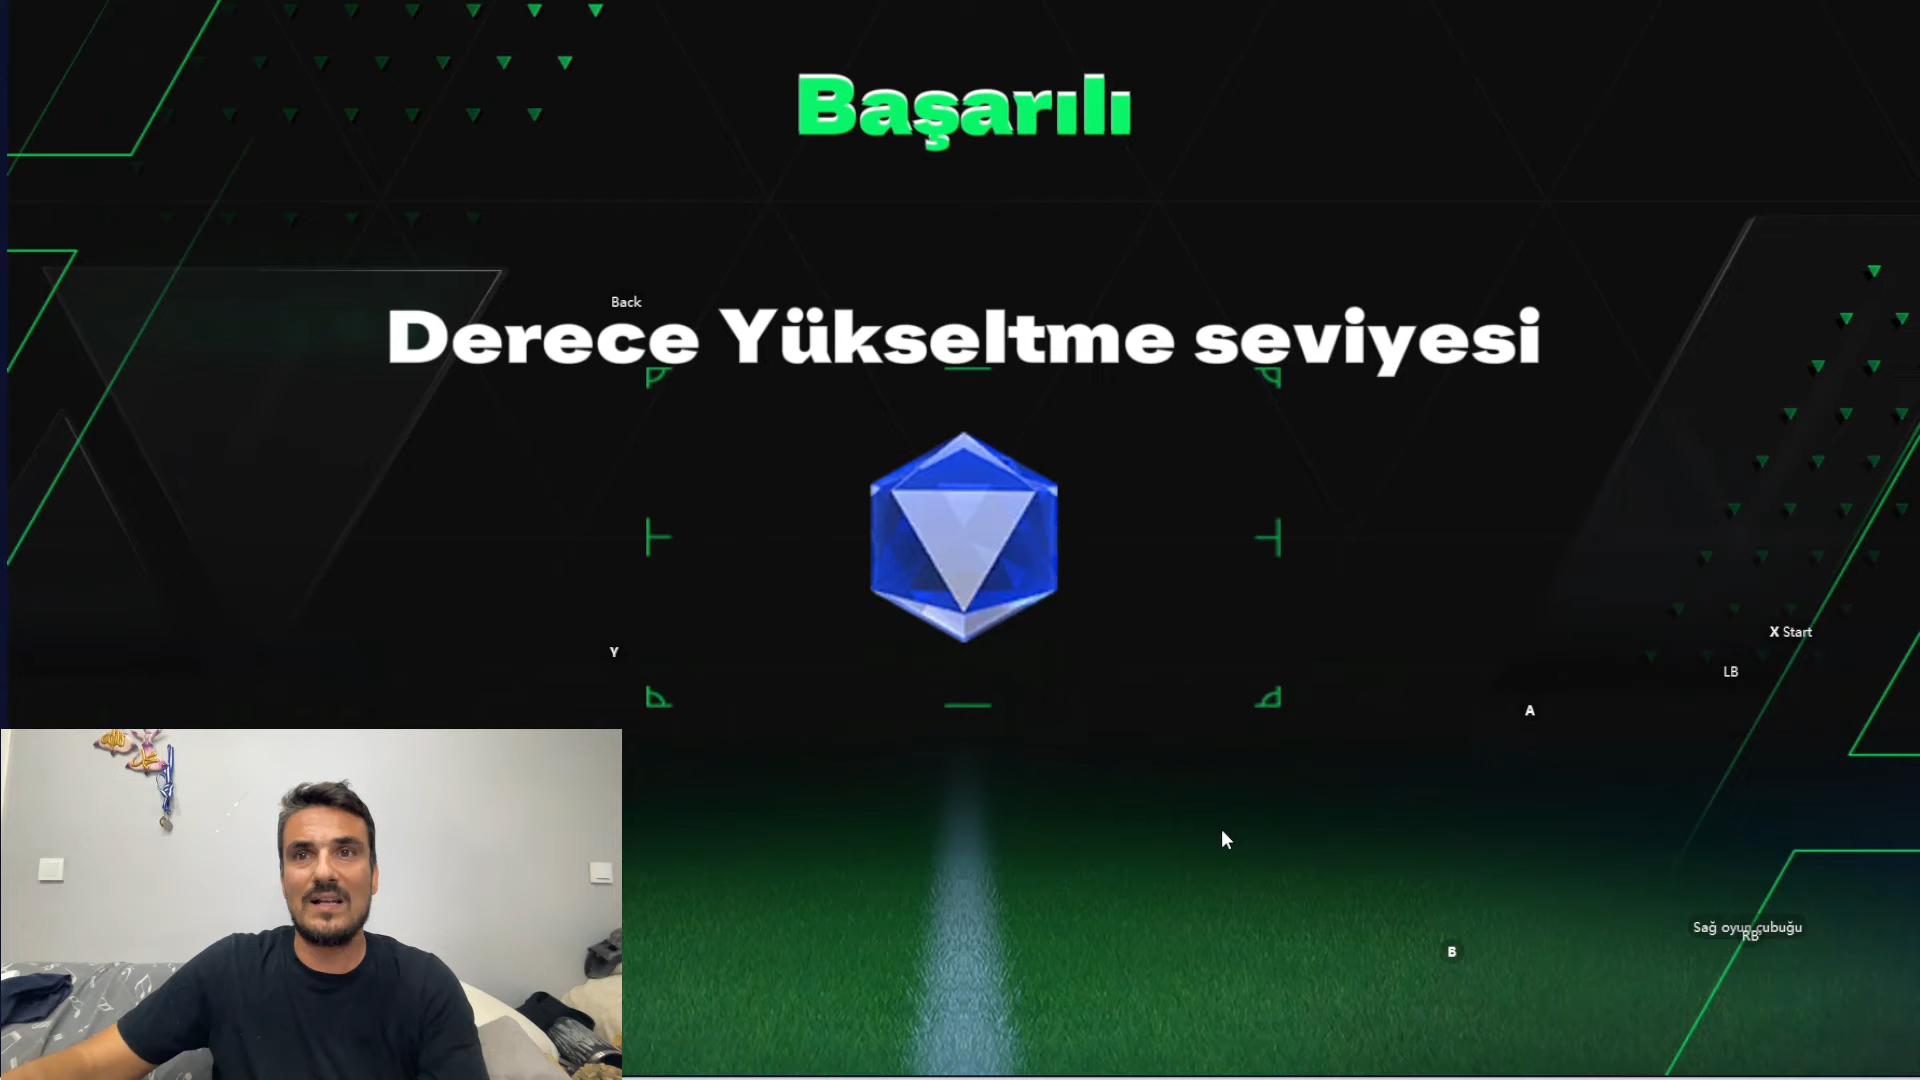 Başarılı
Back
Derece Yükseltme seviyesi
X Start
Y
LB
A
Sağ oyun çubuğu
RB
B